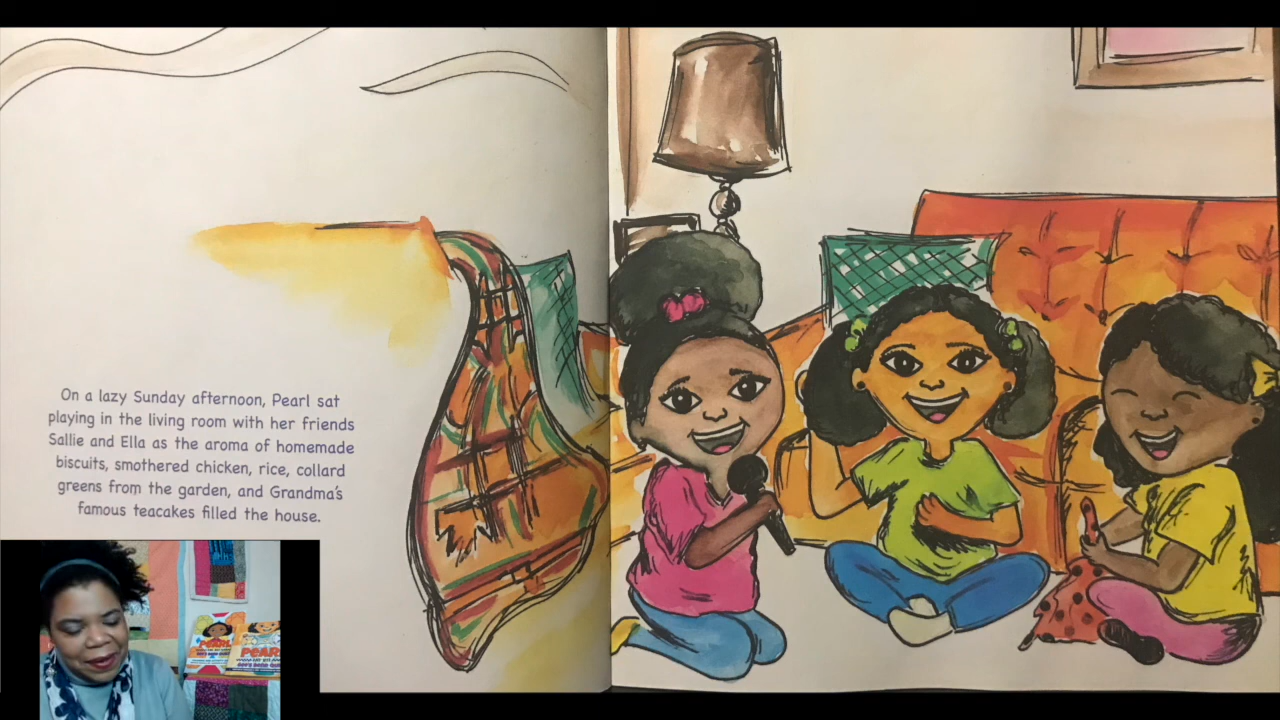 On a lazy Sunday afternoon, Pearl sat
playing in the living room with her friends
Sallie and Ella as the aroma of homemade
biscuits, smothered chicken, rice, collard
greens from the garden, and Grandma's
famous teacakes filled the house.
PEARL
PEARL